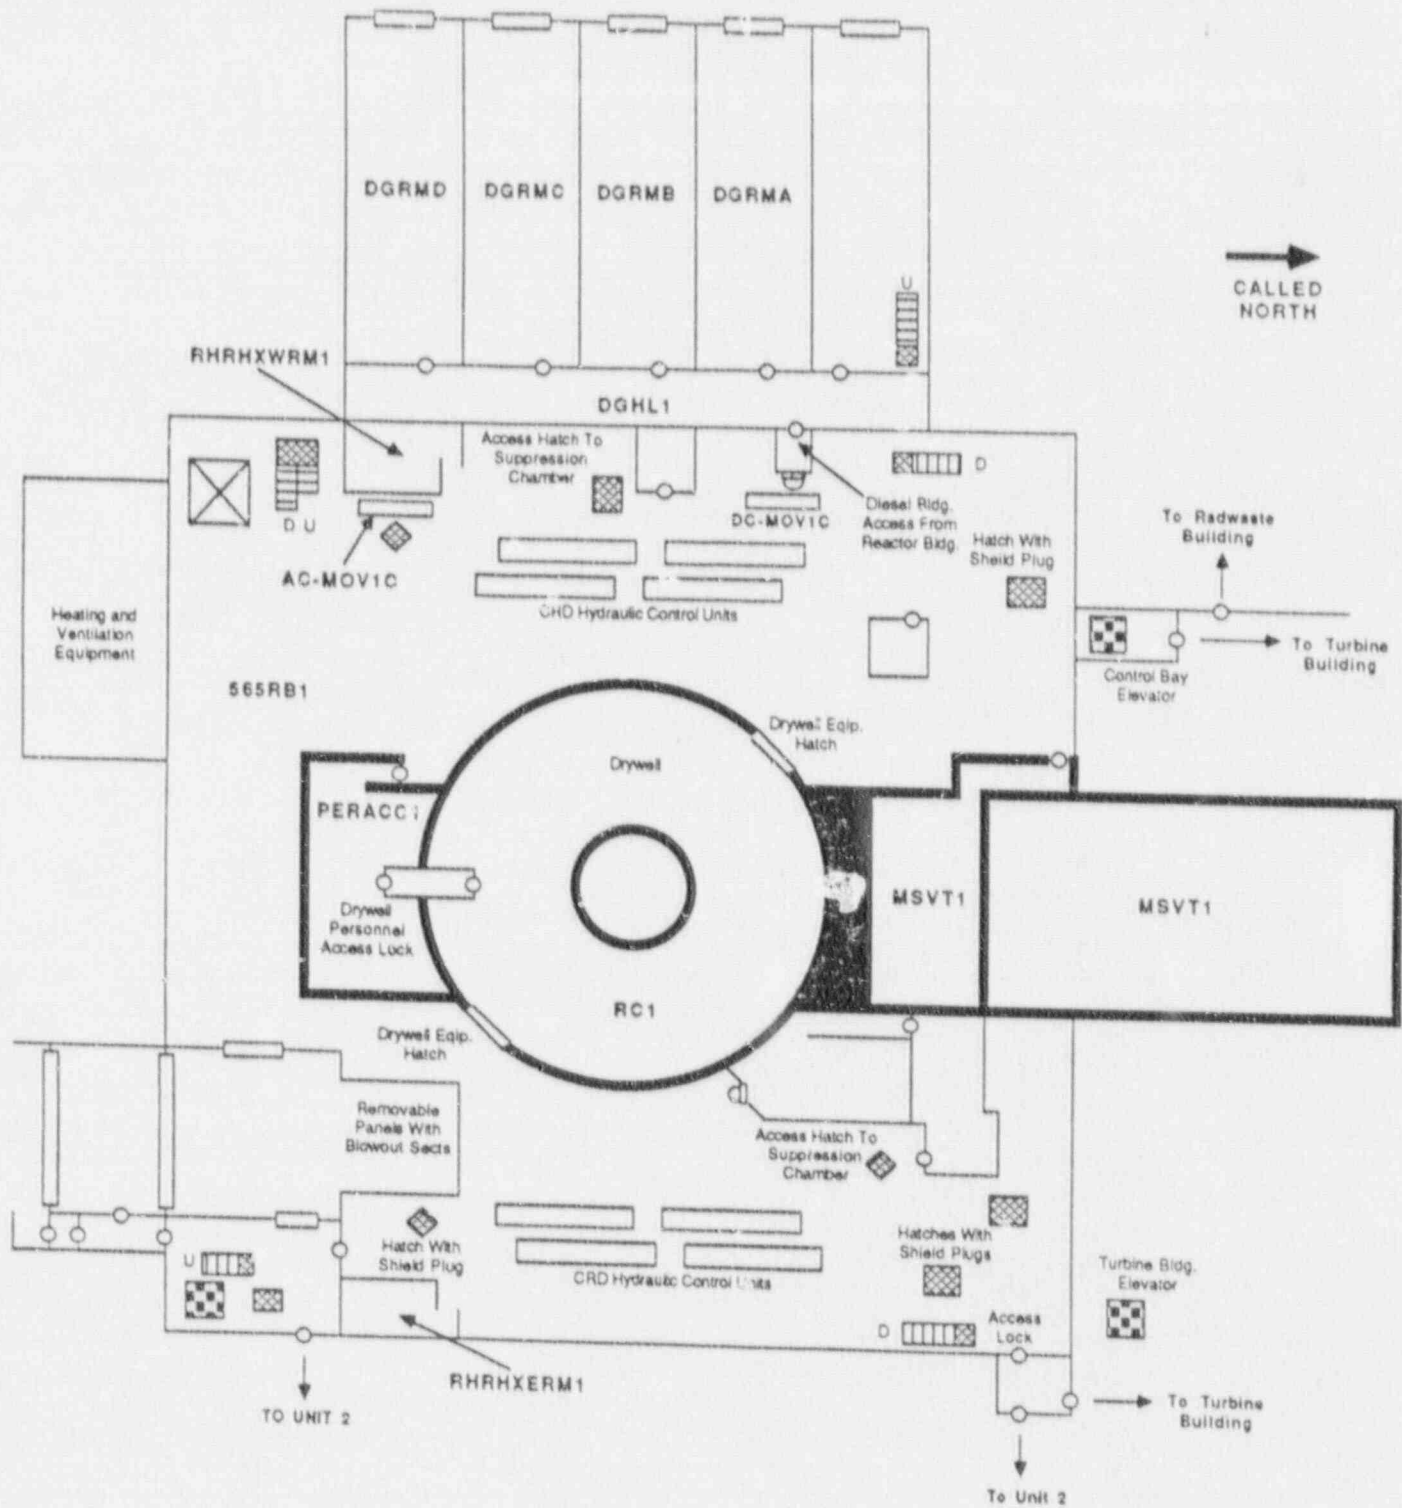 DGRMD
DGRMC
DGRMB
DGRMA
U
CALLED
NORTH
RHRHXWRM1
DGHL1
Access Hatch To
Suppression
Chamber
D
D U
DC-MOV1C
Diesel Bldg.
Access From
Reactor Bldg.
Hatch With
Sheild Plug
To Radwaste
Building
AC-MOV1C
CRD Hydraulic Control Units
Heating and
Ventilation
Equipment
To Turbine
Building
Control Bay
Elevator
565RB1
Drywell Eqip.
Hatch
Drywell
PERACC1
MSVT1
MSVT1
Drywell
Personnel
Access Lock
RC1
Drywell Eqip.
Hatch
Removable
Panels With
Blowout Sects
Access Hatch To
Suppression
Chamber
Hatch With
Shield Plug
Hatches With
Shield Plugs
U
CRD Hydraulic Control Units
Turbine Bldg.
Elevator
D
Access
Lock
RHRHXERM1
TO UNIT 2
To Turbine
Building
To Unit 2